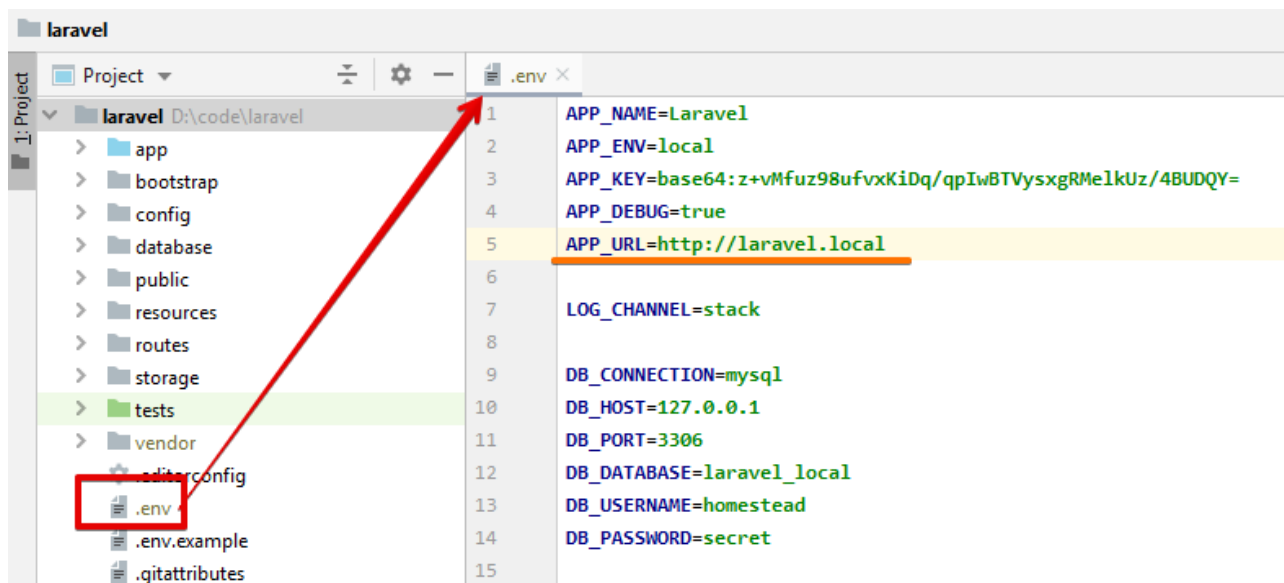 laravel
1: Project
Project
laravel D:\code\laravel
app
bootstrap
config
database
public
resources
routes
storage
tests
vendor
.editorconfig
.env
.env.example
.gitattributes
.env
1 APP_NAME=Laravel
2 APP_ENV=local
3 APP_KEY=base64:z+vMfuz98ufvxKiDq/qpIwBTVysxgRMelkUz/4BUDQY=
4 APP_DEBUG=true
5 APP_URL=http://laravel.local
6
7 LOG_CHANNEL=stack
8
9 DB_CONNECTION=mysql
10 DB_HOST=127.0.0.1
11 DB_PORT=3306
12 DB_DATABASE=laravel_local
13 DB_USERNAME=homestead
14 DB_PASSWORD=secret
15